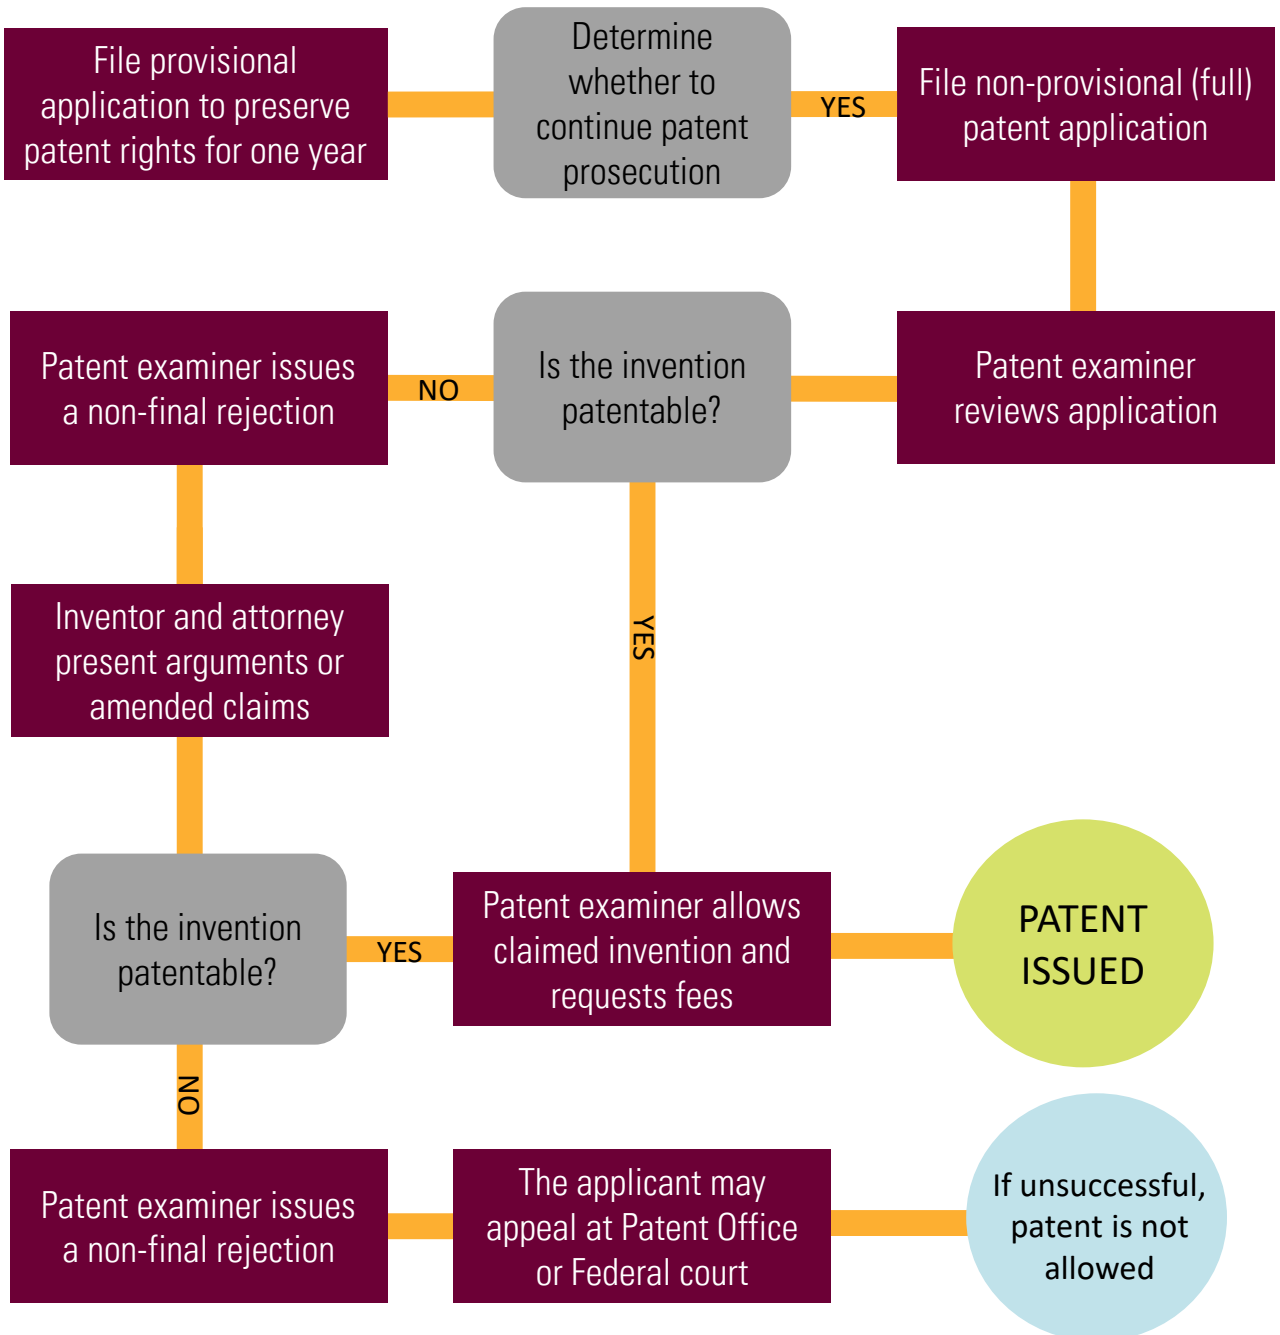 File provisional
application to preserve
patent rights for one year
Determine
whether to
continue patent
prosecution
YES
File non-provisional (full)
patent application
Patent examiner issues
a non-final rejection
NO
Is the invention
patentable?
Patent examiner
reviews application
Inventor and attorney
present arguments or
amended claims
YES
Is the invention
patentable?
YES
Patent examiner allows
claimed invention and
requests fees
PATENT
ISSUED
NO
Patent examiner issues
a non-final rejection
The applicant may
appeal at Patent Office
or Federal court
If unsuccessful,
patent is not
allowed